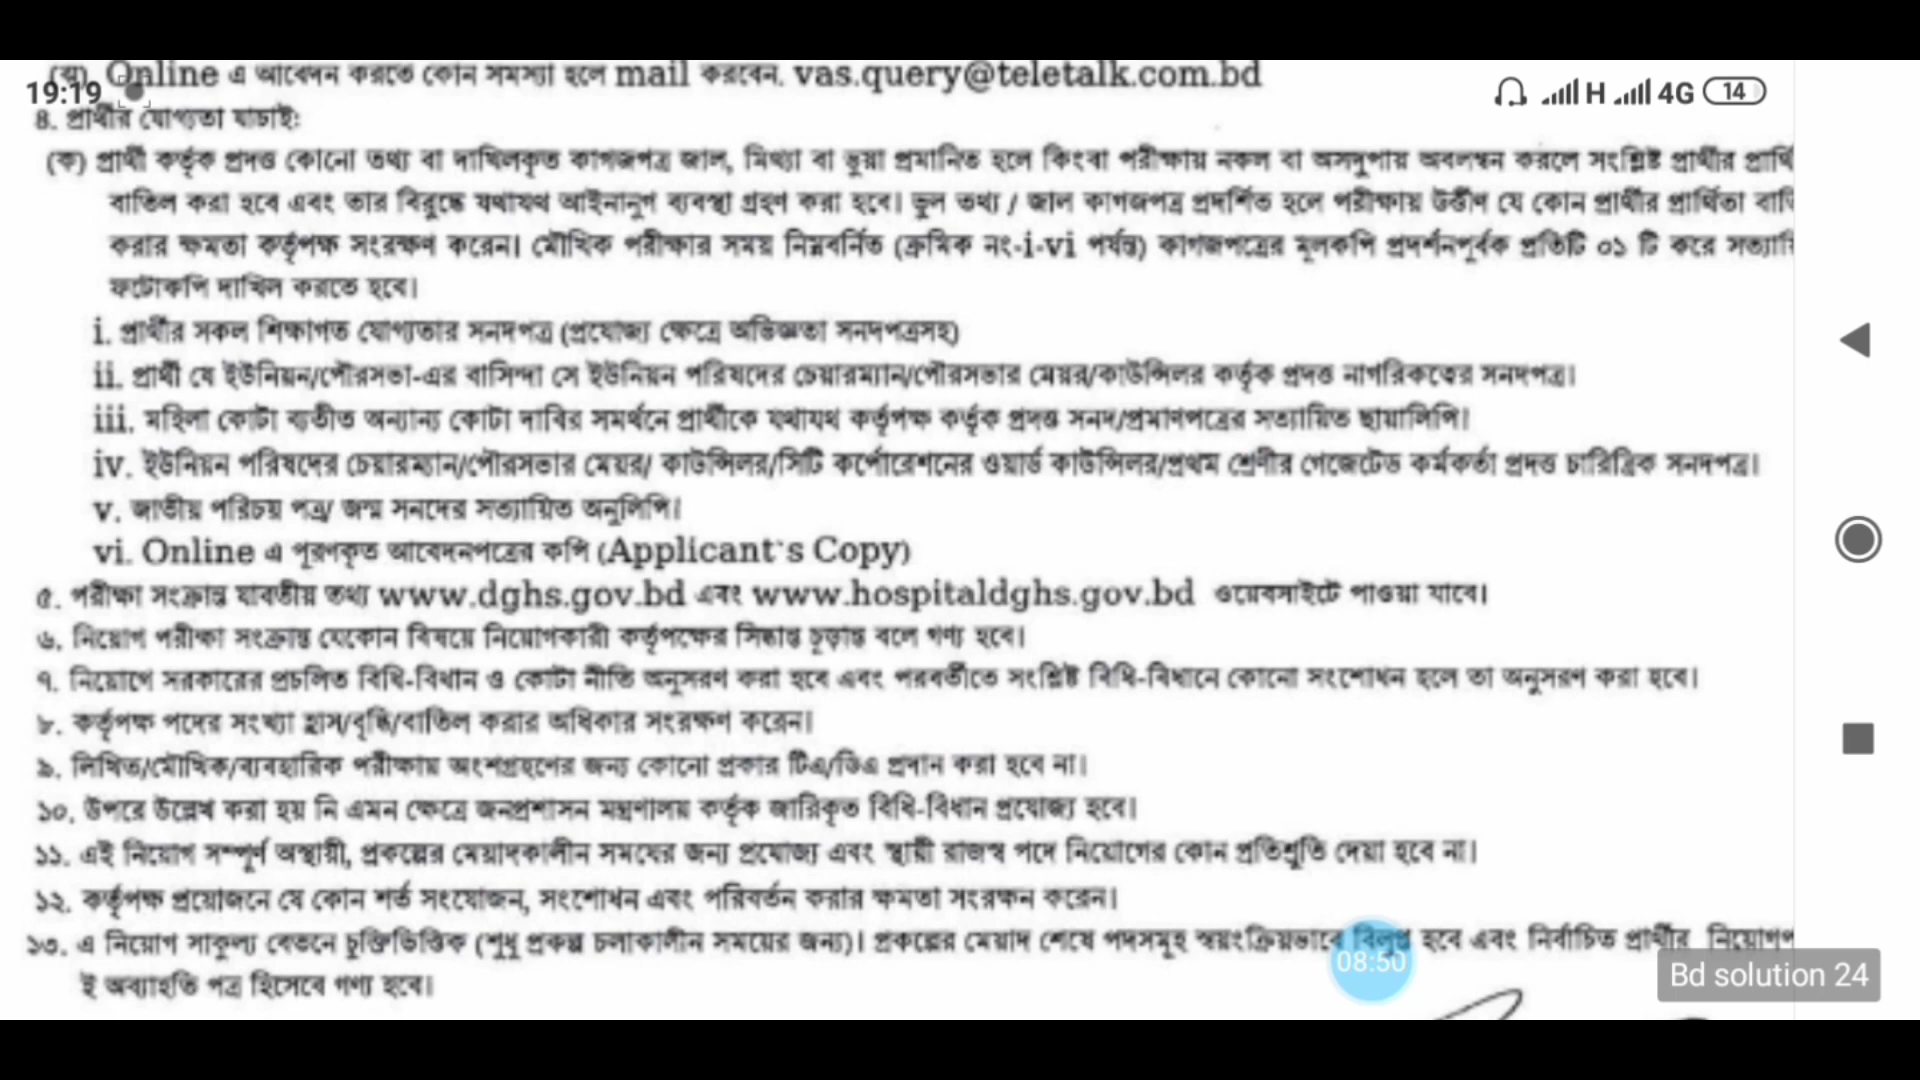 (ঘ). Online এ আবেদন করতে কোন সমস্যা হলে mail করবেন. vas.query@teletalk.com.bd
19:19
H 4G 14
৪. প্রার্থীর যোগ্যতা যাচাই:
(ক) প্রার্থী কর্তৃক প্রদত্ত কোনো তথ্য বা দাখিলকৃত কাগজপত্র জাল, মিথ্যা বা ভুয়া প্রমানিত হলে কিংবা পরীক্ষায় নকল বা অসদুপায় অবলম্বন করলে সংশ্লিষ্ট প্রার্থীর প্রার্থি
বাতিল করা হবে এবং তার বিরুদ্ধে যথাযথ আইনানুগ ব্যবস্থা গ্রহণ করা হবে। ভুল তথ্য / জাল কাগজপত্র প্রদর্শিত হলে পরীক্ষায় উর্ত্তীণ যে কোন প্রার্থীর প্রার্থিতা বাতি
করার ক্ষমতা কর্তৃপক্ষ সংরক্ষণ করেন। মৌখিক পরীক্ষার সময় নিম্নবর্নিত (ক্রমিক নং-i-vi পর্যন্ত) কাগজপত্রের মূলকপি প্রদর্শনপূর্বক প্রতিটি ০১ টি করে সত্যায়ি
ফটোকপি দাখিল করতে হবে।
i. প্রার্থীর সকল শিক্ষাগত যোগ্যতার সনদপত্র (প্রযোজ্য ক্ষেত্রে অভিজ্ঞতা সনদপত্রসহ)
ii. প্রার্থী যে ইউনিয়ন/পৌরসভা-এর বাসিন্দা সে ইউনিয়ন পরিষদের চেয়ারম্যান/পৌরসভার মেয়র/কাউন্সিলর কর্তৃক প্রদত্ত নাগরিকত্বের সনদপত্র।
iii. মহিলা কোটা ব্যতীত অন্যান্য কোটা দাবির সমর্থনে প্রার্থীকে যথাযথ কর্তৃপক্ষ কর্তৃক প্রদত্ত সনদ/প্রমাণপত্রের সত্যায়িত ছায়ালিপি।
iv. ইউনিয়ন পরিষদের চেয়ারম্যান/পৌরসভার মেয়র/ কাউন্সিলর/সিটি কর্পোরেশনের ওয়ার্ড কাউন্সিলর/প্রথম শ্রেণীর গেজেটেড কর্মকর্তা প্রদত্ত চারিত্রিক সনদপত্র।
v. জাতীয় পরিচয় পত্র/ জন্ম সনদের সত্যায়িত অনুলিপি।
vi. Online এ পূরণকৃত আবেদনপত্রের কপি (Applicant`s Copy)
৫. পরীক্ষা সংক্রান্ত যাবতীয় তথ্য www.dghs.gov.bd এবং www.hospitaldghs.gov.bd ওয়েবসাইটে পাওয়া যাবে।
৬. নিয়োগ পরীক্ষা সংক্রান্ত যেকোন বিষয়ে নিয়োগকারী কর্তৃপক্ষের সিদ্ধান্ত চূড়ান্ত বলে গণ্য হবে।
৭. নিয়োগে সরকারের প্রচলিত বিধি-বিধান ও কোটা নীতি অনুসরণ করা হবে এবং পরবর্তীতে সংশ্লিষ্ট বিধি-বিধানে কোনো সংশোধন হলে তা অনুসরণ করা হবে।
৮. কর্তৃপক্ষ পদের সংখ্যা হ্রাস/বৃদ্ধি/বাতিল করার অধিকার সংরক্ষণ করেন।
৯. লিখিত/মৌখিক/ব্যবহারিক পরীক্ষায় অংশগ্রহণের জন্য কোনো প্রকার টিএ/ডিএ প্রদান করা হবে না।
১০. উপরে উল্লেখ করা হয় নি এমন ক্ষেত্রে জনপ্রশাসন মন্ত্রণালয় কর্তৃক জারিকৃত বিধি-বিধান প্রযোজ্য হবে।
১১. এই নিয়োগ সম্পূর্ণ অস্থায়ী, প্রকল্পের মেয়াদকালীন সময়ের জন্য প্রযোজ্য এবং স্থায়ী রাজস্ব পদে নিয়োগের কোন প্রতিশ্রুতি দেয়া হবে না।
১২. কর্তৃপক্ষ প্রয়োজনে যে কোন শর্ত সংযোজন, সংশোধন এবং পরিবর্তন করার ক্ষমতা সংরক্ষন করেন।
১৩. এ নিয়োগ সাকুল্য বেতনে চুক্তিভিত্তিক (শুধু প্রকল্প চলাকালীন সময়ের জন্য)। প্রকল্পের মেয়াদ শেষে পদসমূহ স্বয়ংক্রিয়ভাবে বিলুপ্ত হবে এবং নির্বাচিত প্রার্থীর নিয়োগপ
08:50
Bd solution 24
ই অব্যাহতি পত্র হিসেবে গণ্য হবে।